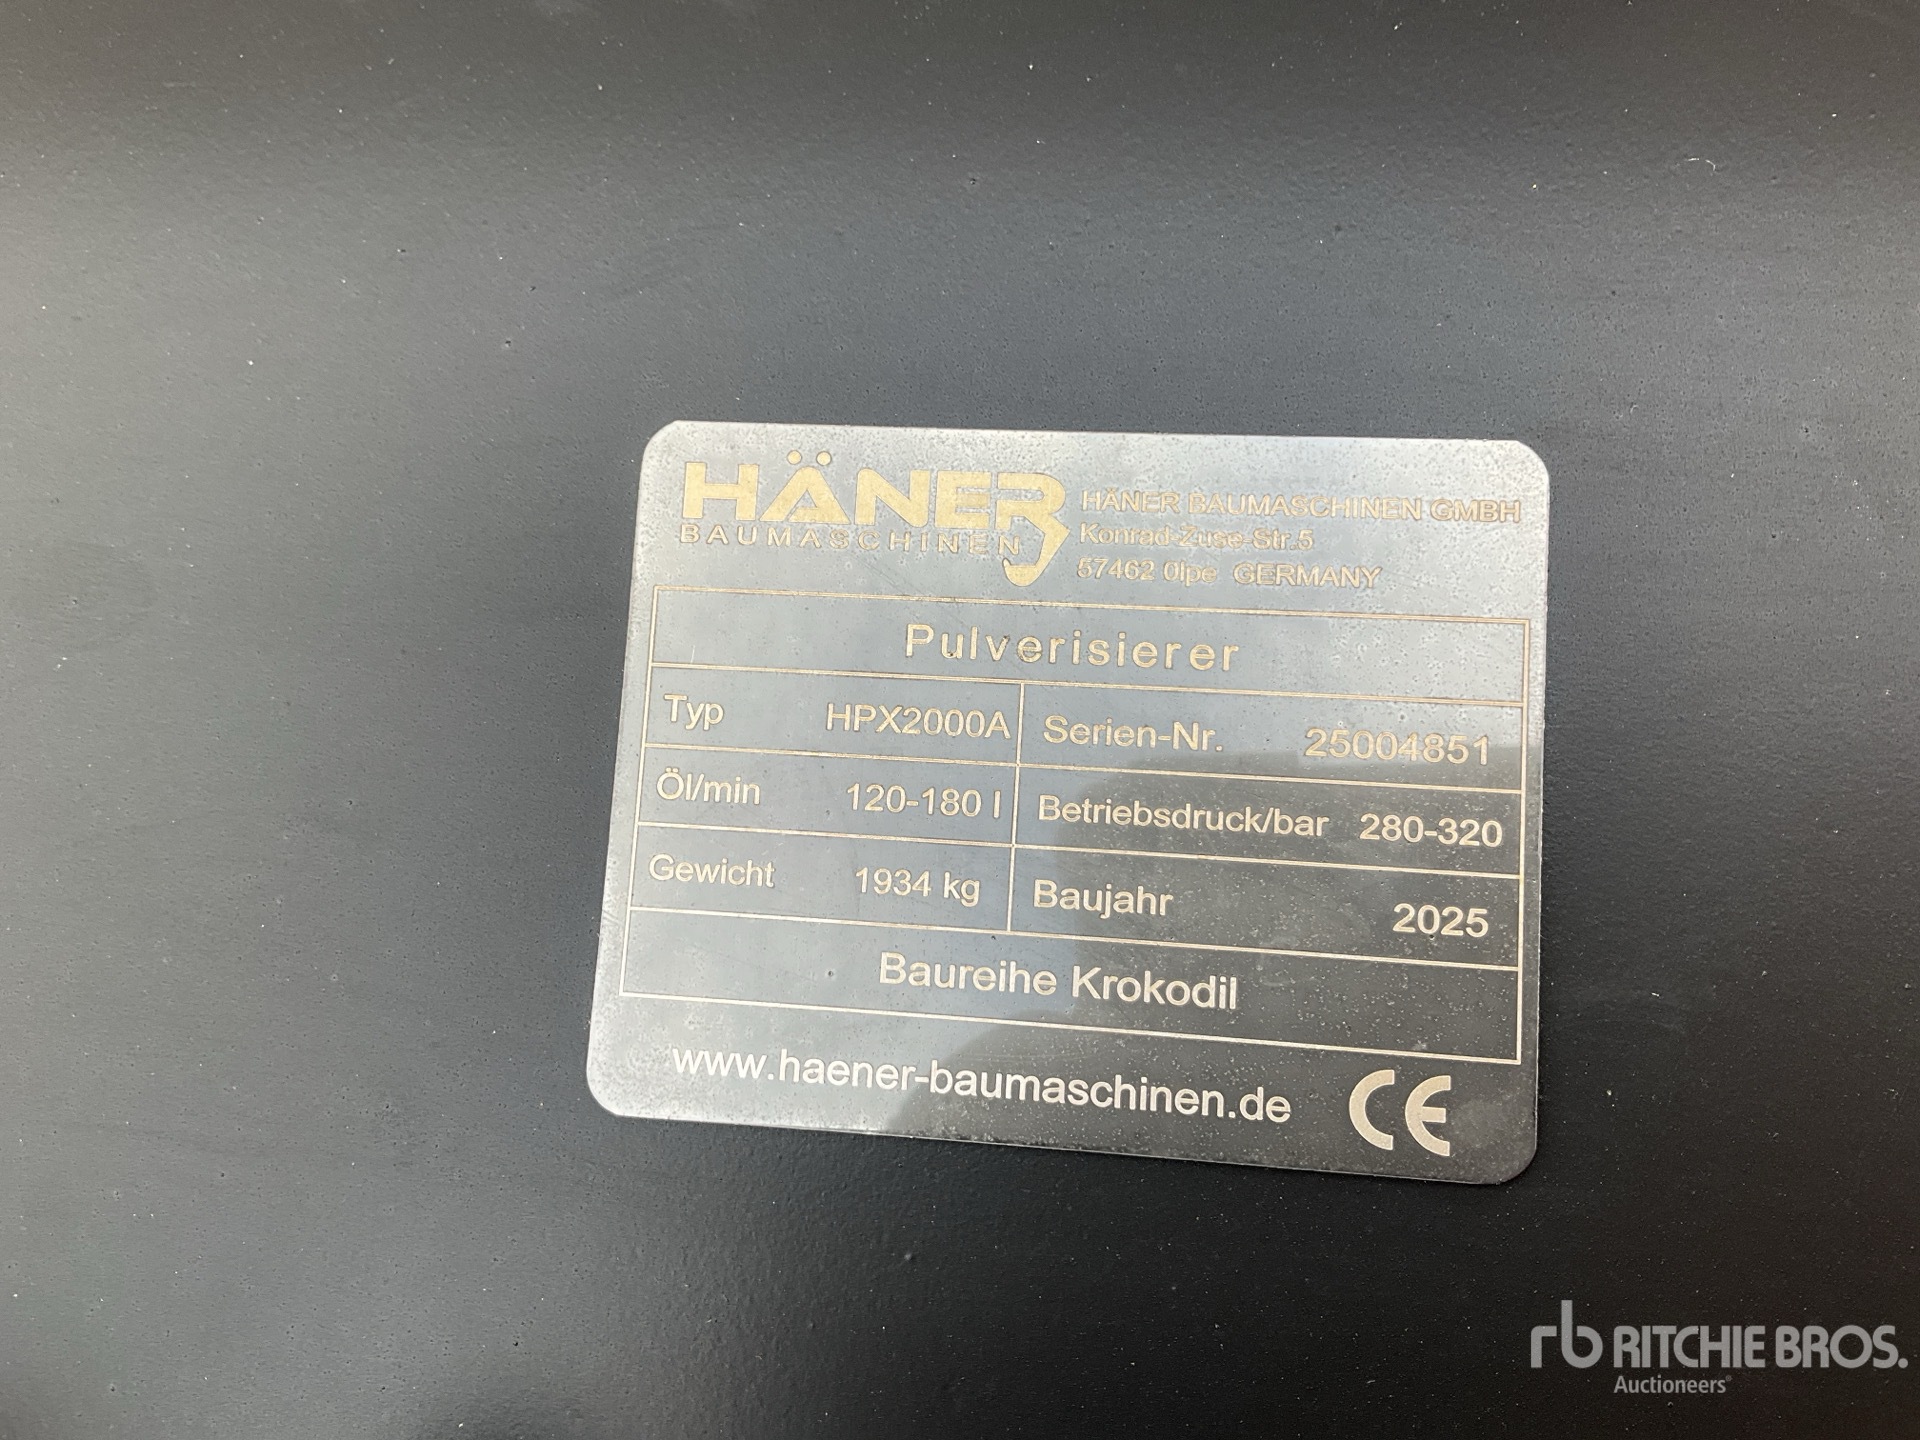 HÄNER
BAUMASCHINEN
HÄNER BAUMASCHINEN GMBH
Konrad-Zuse-Str.5
57462 Olpe GERMANY
Pulverisierer
Typ HPX2000A Serien-Nr. 25004851
Öl/min 120-180 l Betriebsdruck/bar 280-320
Gewicht 1934 kg Baujahr 2025
Baureihe Krokodil
www.haener-baumaschinen.de CE
rb RITCHIE BROS.
Auctioneers